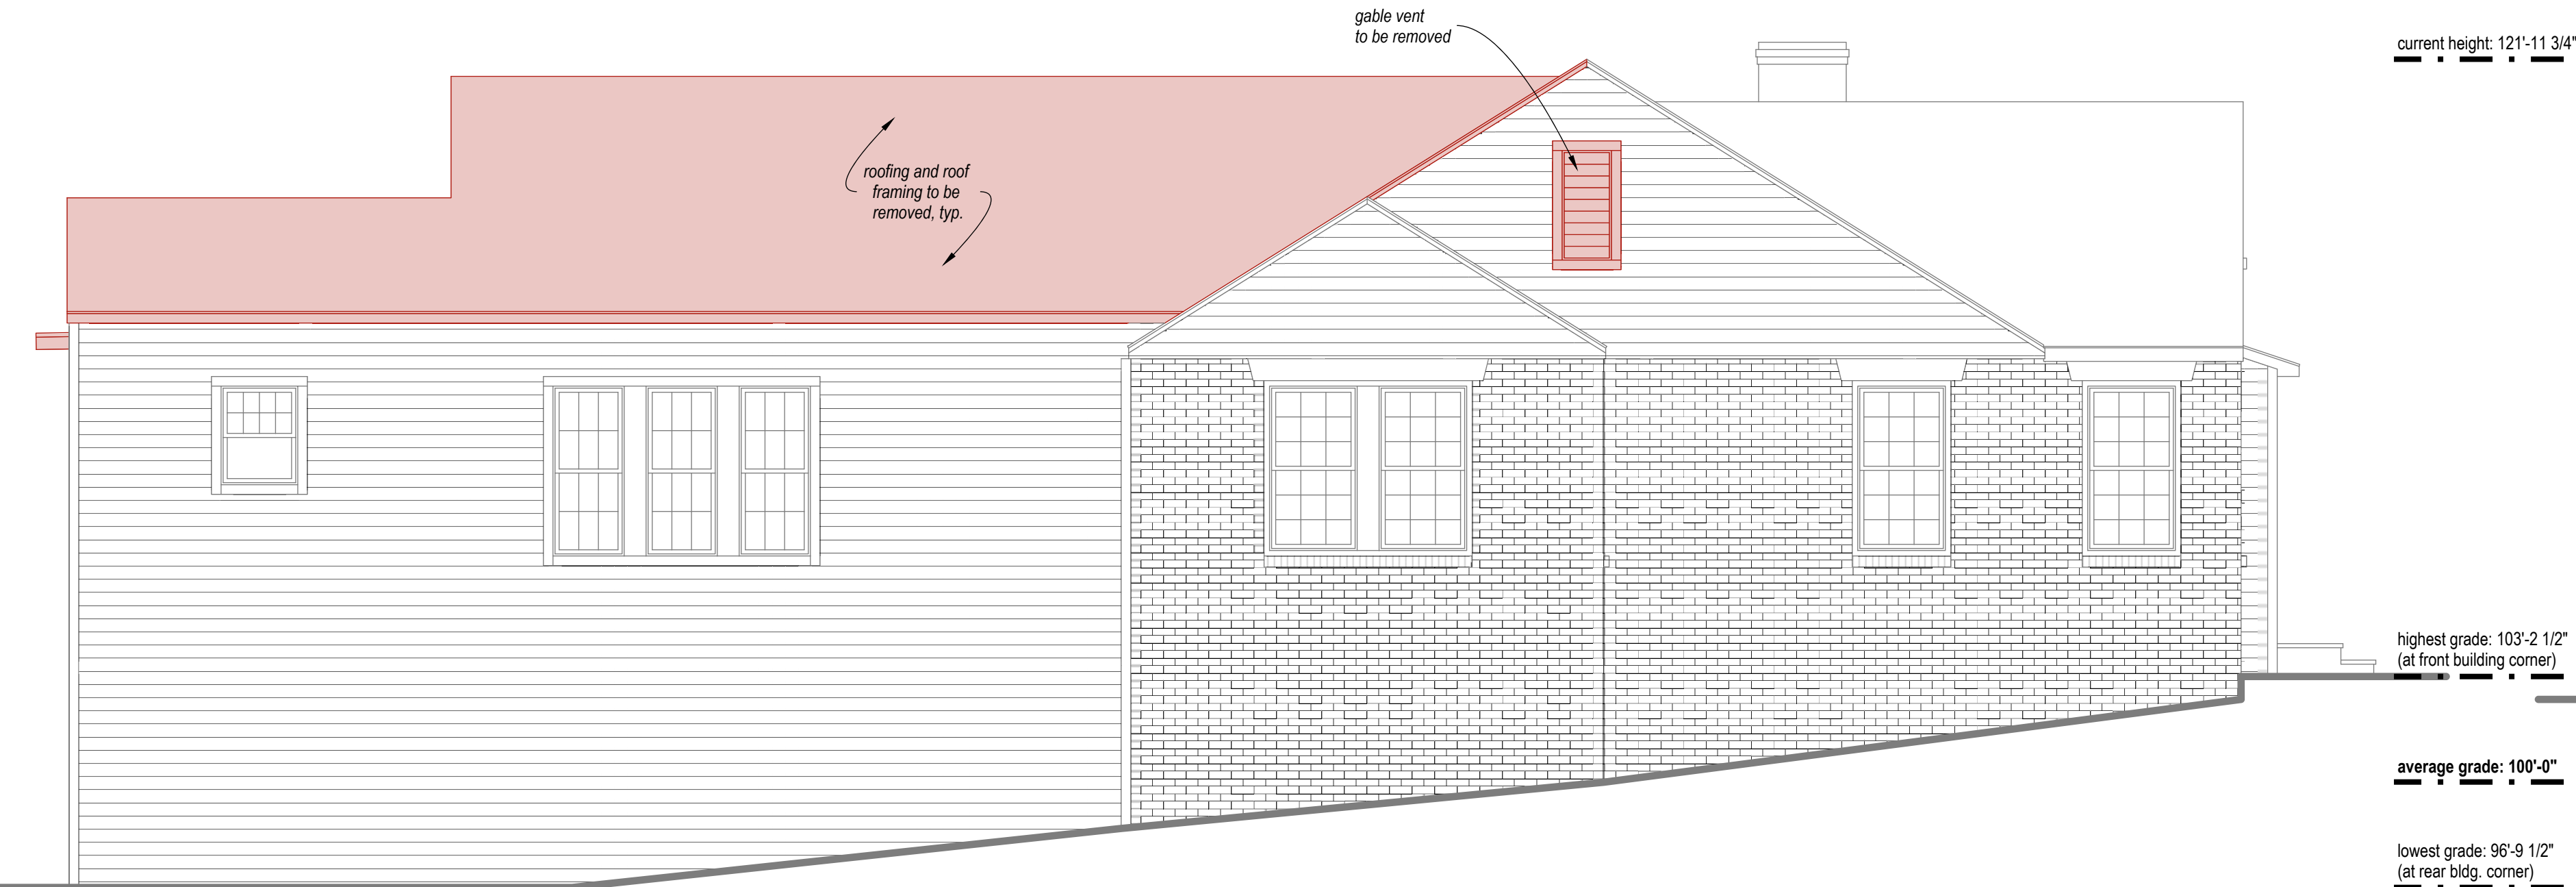 gable vent
to be removed
current height: 121'-11 3/4"
roofing and roof
framing to be
removed, typ.
highest grade: 103'-2 1/2"
(at front building corner)
average grade: 100'-0"
lowest grade: 96'-9 1/2"
(at rear bldg. corner)